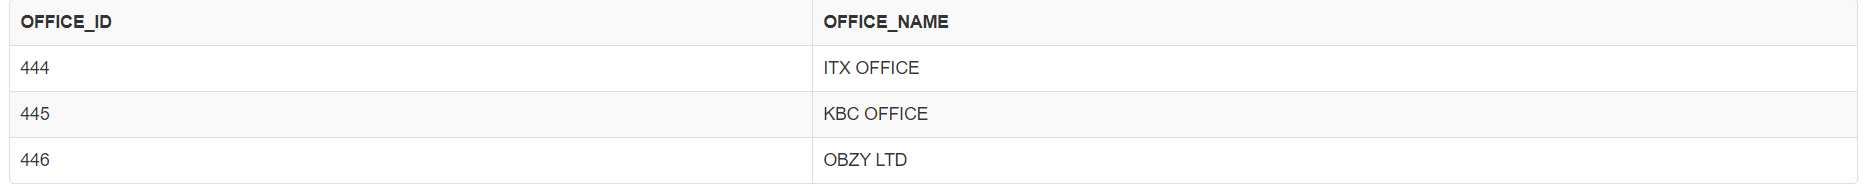 OFFICE_ID OFFICE_NAME
444 ITX OFFICE
445 KBC OFFICE
446 OBZY LTD